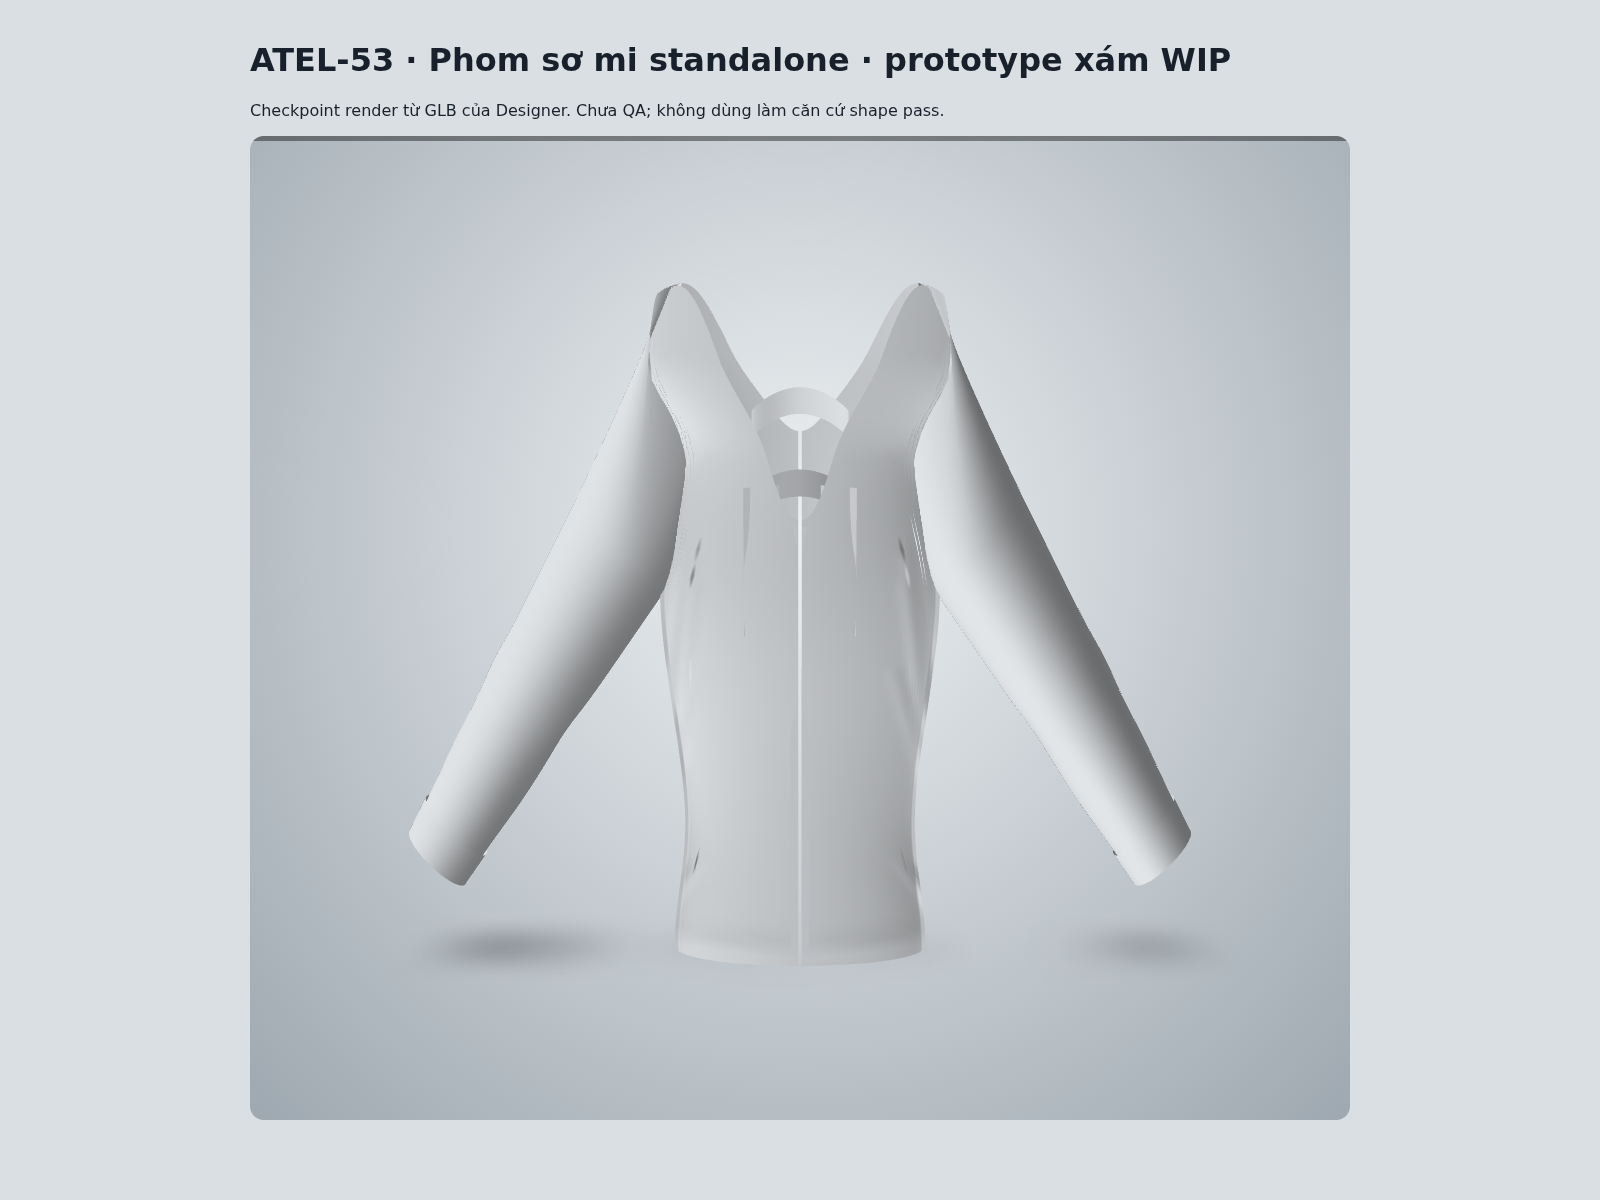 ATEL-53 · Phom sơ mi standalone · prototype xám WIP
Checkpoint render từ GLB của Designer. Chưa QA; không dùng làm căn cứ shape pass.